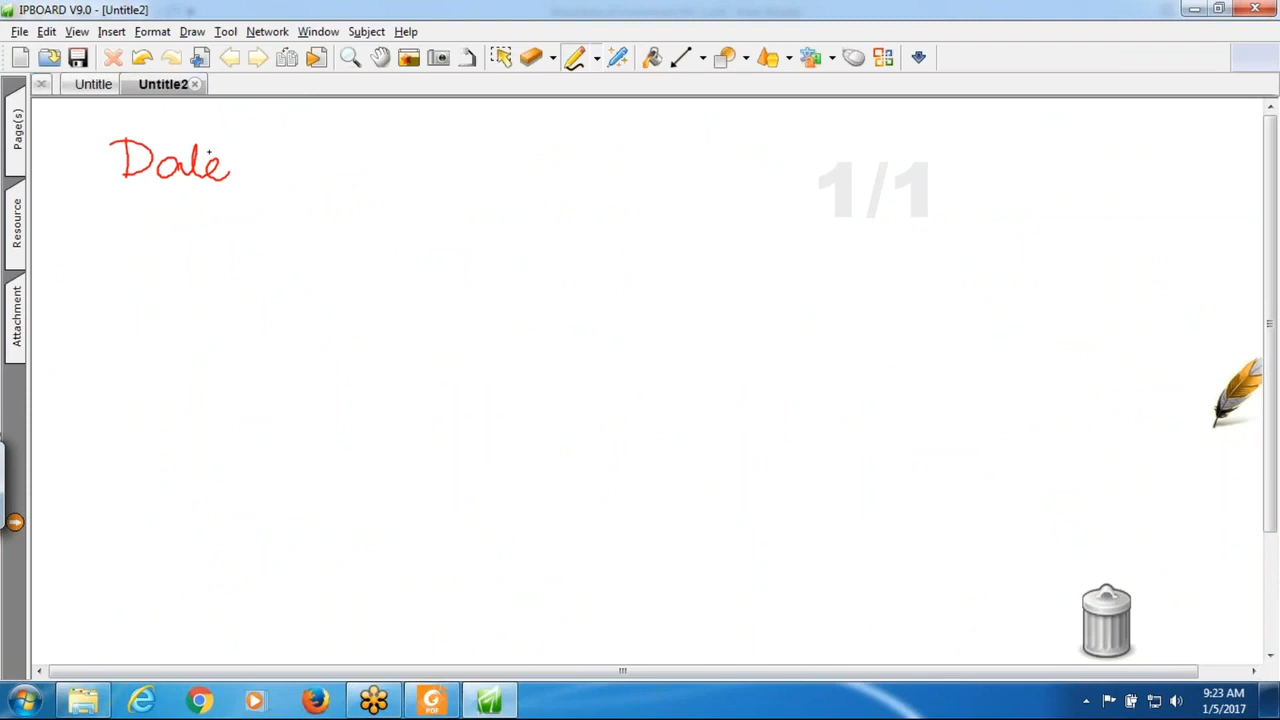 IPBOARD V9.0 - [Untitle2]
File Edit View Insert Format Draw Tool Network Window Subject Help
Untitle Untitle2
Page(s)
Resource
Attachment
Dale
1/1
PDF
9:23 AM
1/5/2017